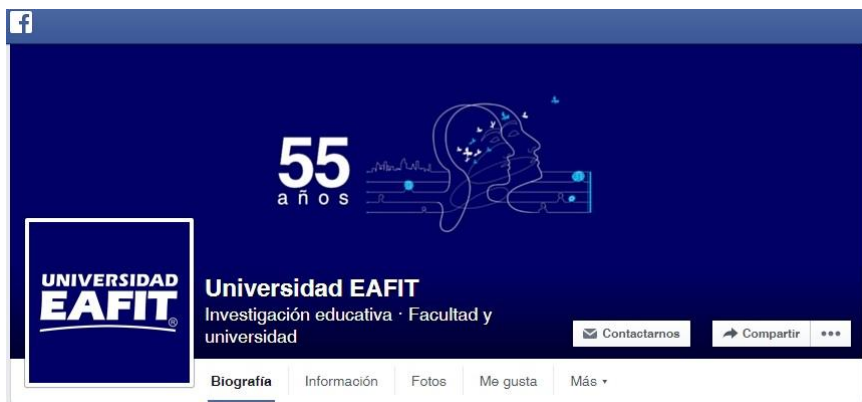 f
55
años
UNIVERSIDAD
EAFIT
®
Universidad EAFIT
Investigación educativa · Facultad y
universidad
Contactarnos Compartir •••
Biografía Información Fotos Me gusta Más